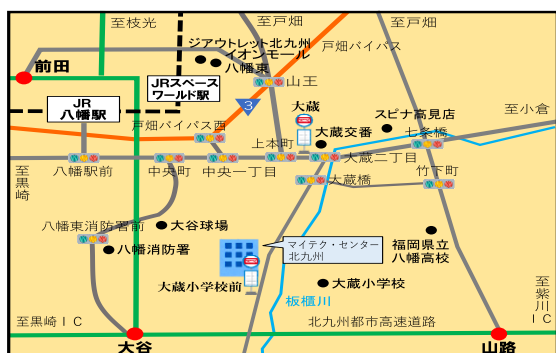 至枝光
至戸畑
至戸畑
ジアウトレット北九州
イオンモール
八幡東
戸畑バイパス
前田
JRスペース
ワールド駅
山王
3
JR
八幡駅
大蔵
スピナ高見店
至小倉
戸畑バイパス西
上本町
大蔵交番
七条橋
八幡駅前
中央町
中央一丁目
大蔵二丁目
至黒崎
大蔵橋
竹下町
八幡東消防署前
大谷球場
八幡消防署
マイテク・センター
北九州
福岡県立
八幡高校
大蔵小学校前
大蔵小学校
板櫃川
至黒崎IC
北九州都市高速道路
至紫川IC
大谷
山路